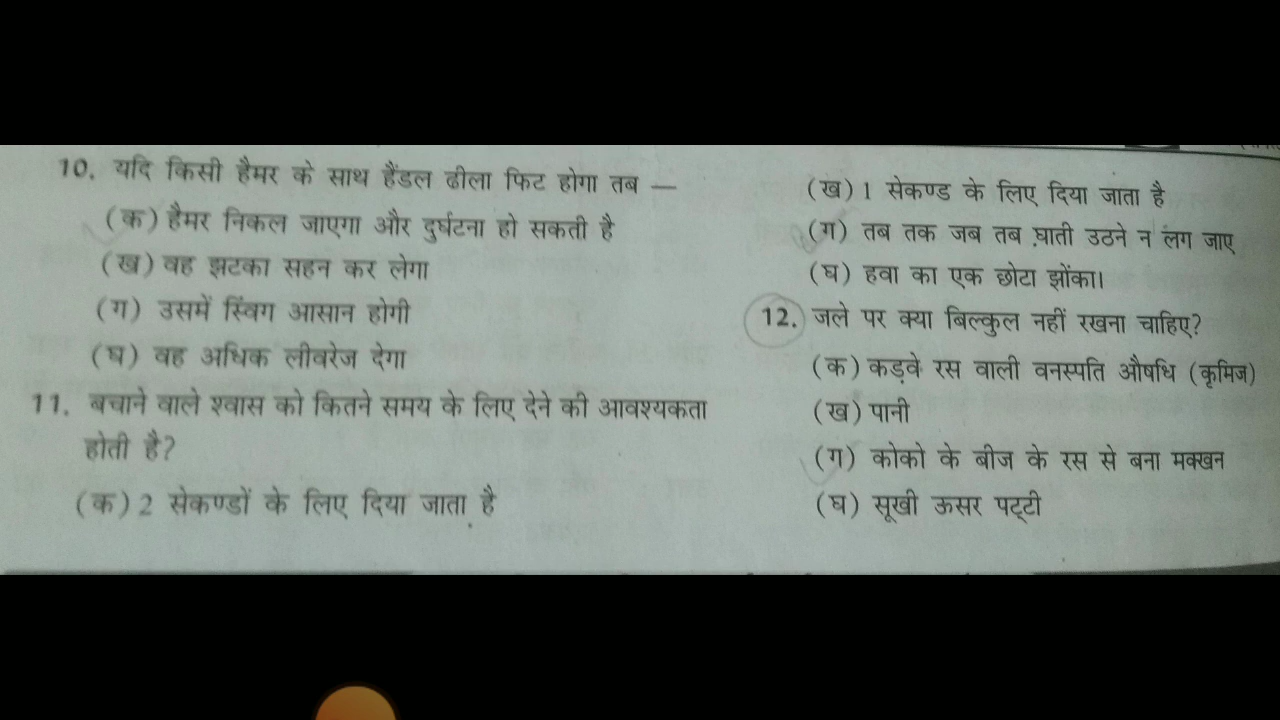 10. यदि किसी हैमर के साथ हैंडल ढीला फिट होगा तब —
(क) हैमर निकल जाएगा और दुर्घटना हो सकती है
(ख) वह झटका सहन कर लेगा
(ग) उसमें स्विंग आसान होगी
(घ) वह अधिक लीवरेज देगा
11. बचाने वाले श्वास को कितने समय के लिए देने की आवश्यकता
होती है?
(क) 2 सेकण्डों के लिए दिया जाता है
(ख) 1 सेकण्ड के लिए दिया जाता है
(ग) तब तक जब तब घाती उठने न लग जाए
(घ) हवा का एक छोटा झोंका।
12. जले पर क्या बिल्कुल नहीं रखना चाहिए?
(क) कड़वे रस वाली वनस्पति औषधि (कृमिज)
(ख) पानी
(ग) कोको के बीज के रस से बना मक्खन
(घ) सूखी ऊसर पट्टी